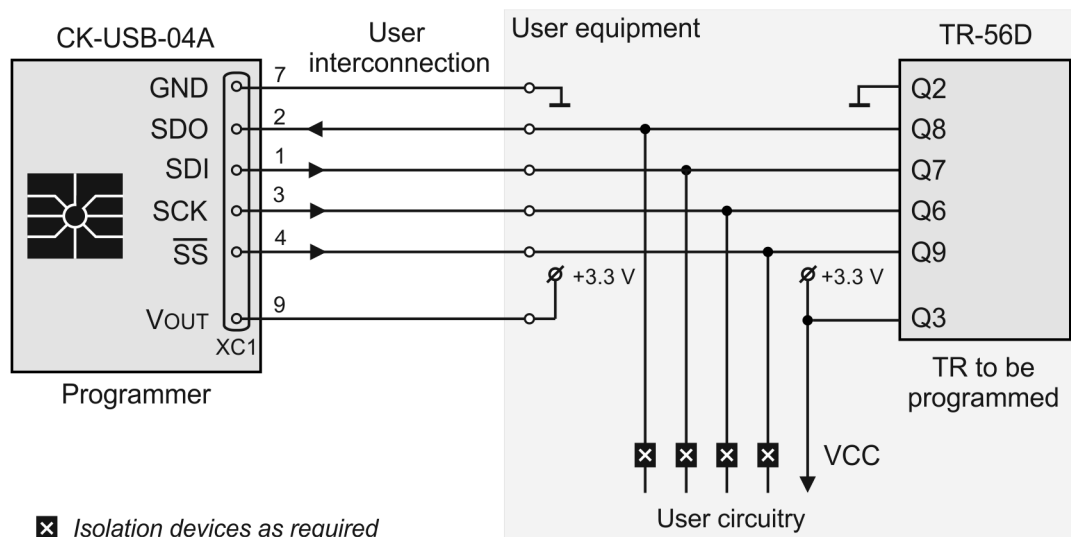 CK-USB-04A
User
interconnection
User equipment
TR-56D
GND
7
Q2
SDO
2
Q8
SDI
1
Q7
SCK
3
Q6
SS
4
Q9
+3.3 V
+3.3 V
VOUT
9
Q3
XC1
Programmer
TR to be
programmed
VCC
User circuitry
Isolation devices as required